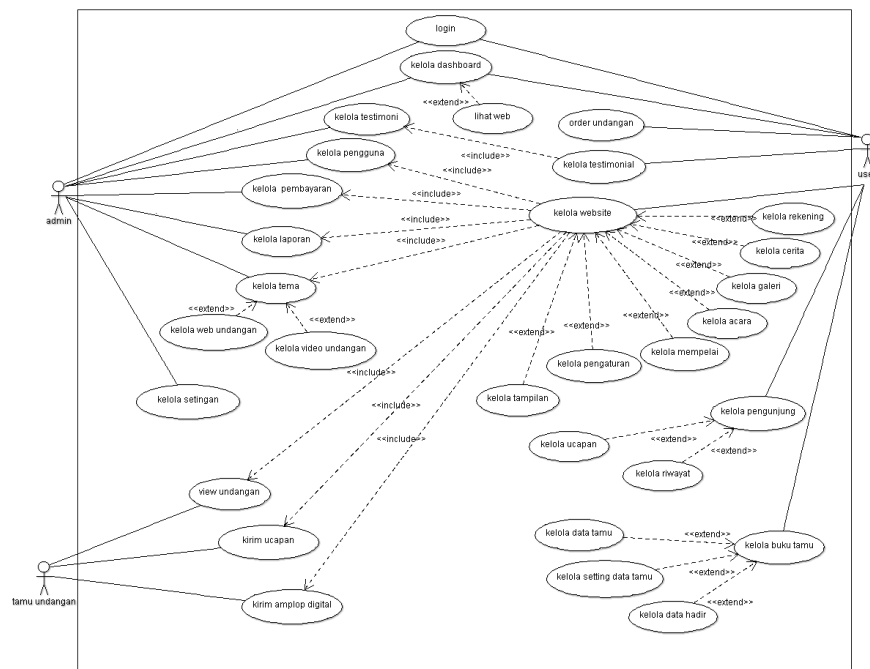 login
kelola dashboard
<<extend>>
lihat web
kelola testimoni
order undangan
kelola pengguna
<<include>>
kelola testimonial
user
<<include>>
admin
kelola pembayaran
<<include>>
kelola website
<<extend>>
kelola rekening
kelola laporan
<<include>>
<<include>>
<<extend>>
kelola cerita
<<extend>>
kelola galeri
kelola tema
<<extend>>
<<extend>>
kelola acara
kelola web undangan
<<extend>>
kelola video undangan
<<extend>>
<<extend>>
<<extend>>
kelola mempelai
kelola pengaturan
<<include>>
kelola tampilan
kelola setingan
<<include>>
kelola pengunjung
<<include>>
kelola ucapan
<<extend>>
<<extend>>
kelola riwayat
view undangan
kirim ucapan
kelola data tamu
<<extend>>
kelola buku tamu
tamu undangan
kelola setting data tamu
<<extend>>
<<extend>>
kirim amplop digital
kelola data hadir